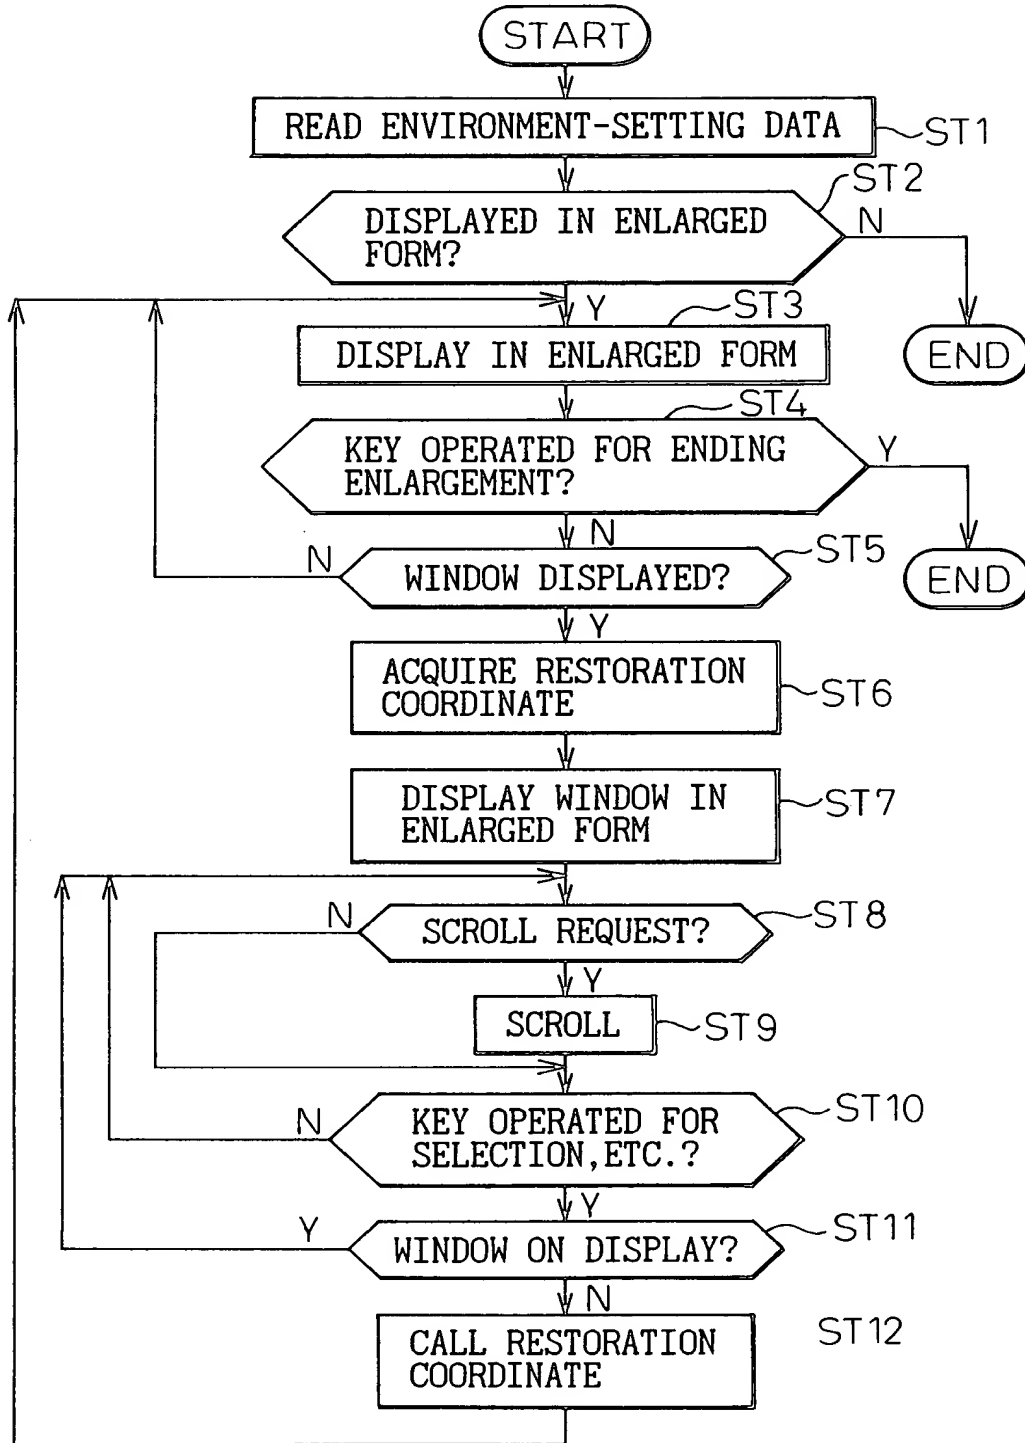 START
READ ENVIRONMENT-SETTING DATA
ST1
ST2
DISPLAYED IN ENLARGED
FORM?
N
Y
ST3
DISPLAY IN ENLARGED FORM
END
ST4
KEY OPERATED FOR ENDING
ENLARGEMENT?
Y
N
ST5
N
WINDOW DISPLAYED?
END
Y
ACQUIRE RESTORATION
COORDINATE
ST6
DISPLAY WINDOW IN
ENLARGED FORM
ST7
N
SCROLL REQUEST?
ST8
Y
SCROLL
ST9
N
KEY OPERATED FOR
SELECTION,ETC.?
ST10
Y
Y
WINDOW ON DISPLAY?
ST11
N
CALL RESTORATION
COORDINATE
ST12